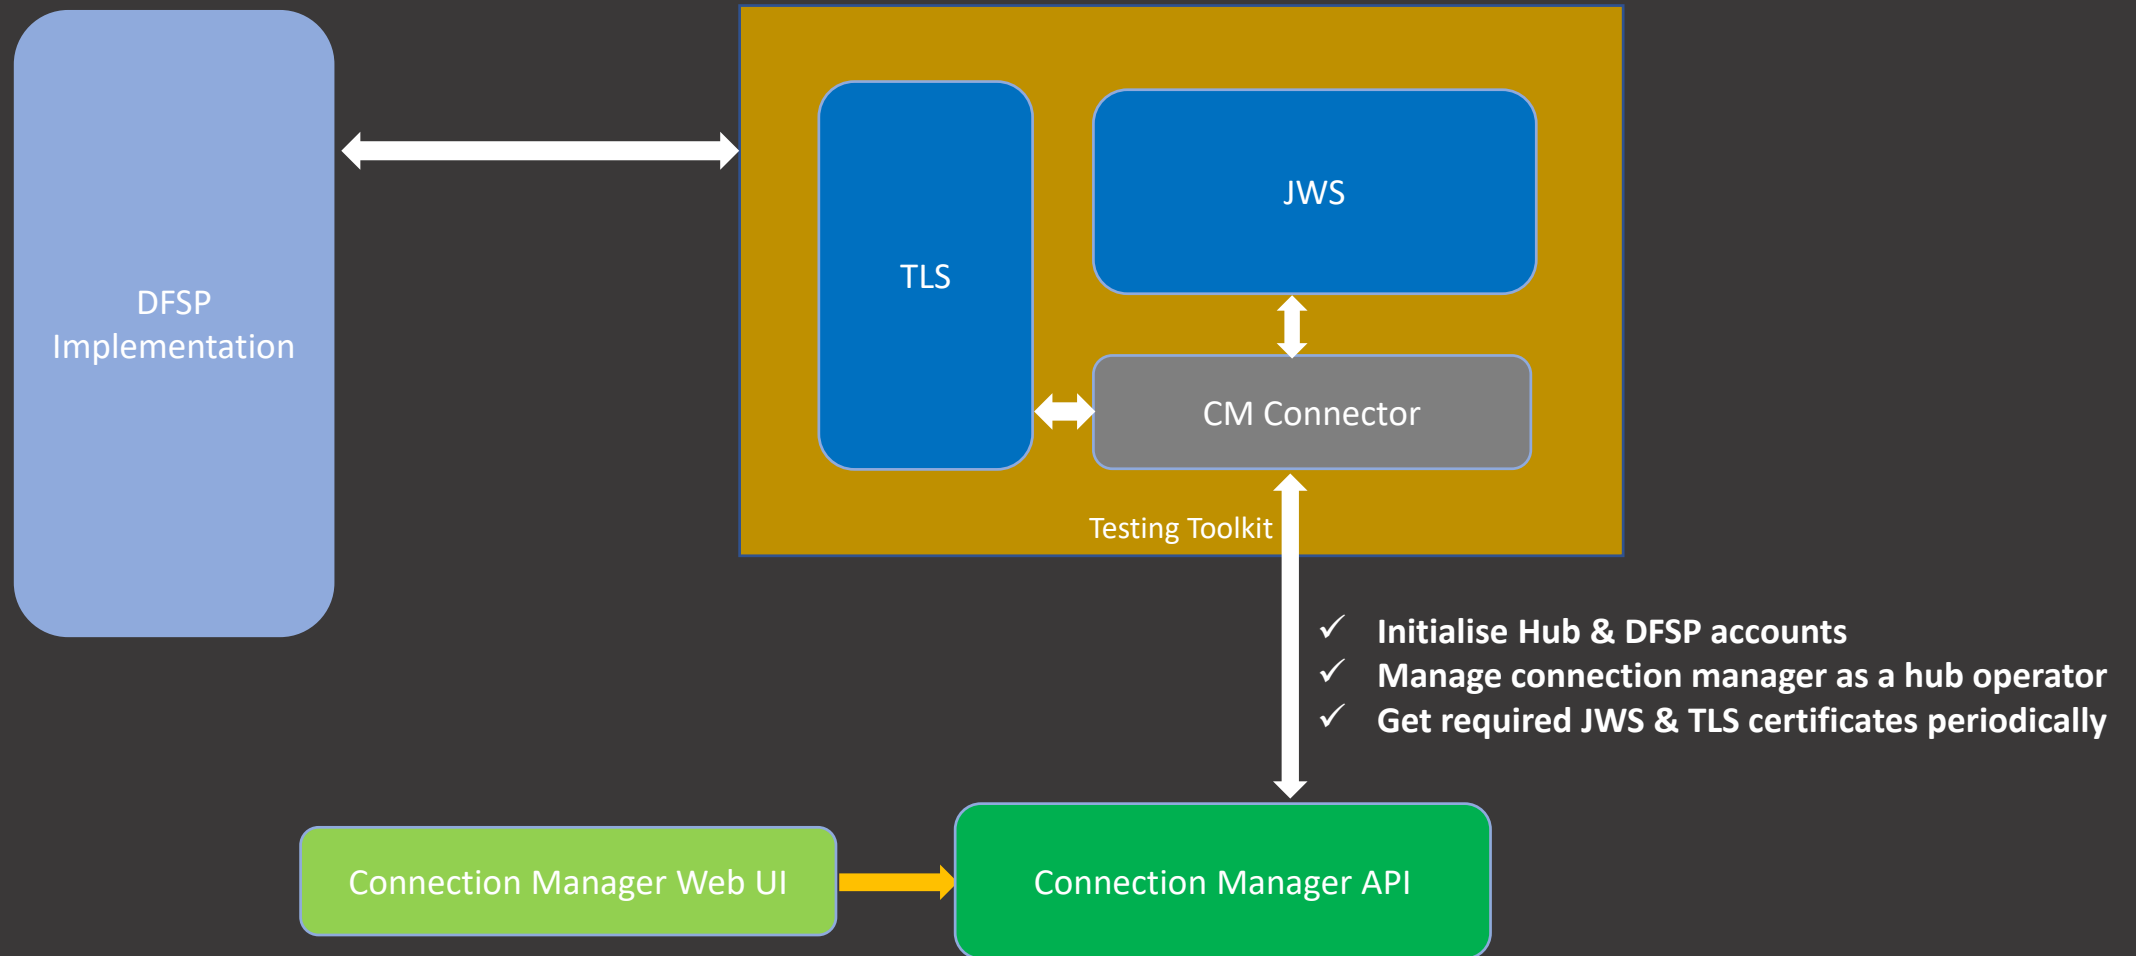 JWS
TLS
DFSP
Implementation
CM Connector
Testing Toolkit
✓ Initialise Hub & DFSP accounts
✓ Manage connection manager as a hub operator
✓ Get required JWS & TLS certificates periodically
Connection Manager Web UI
Connection Manager API